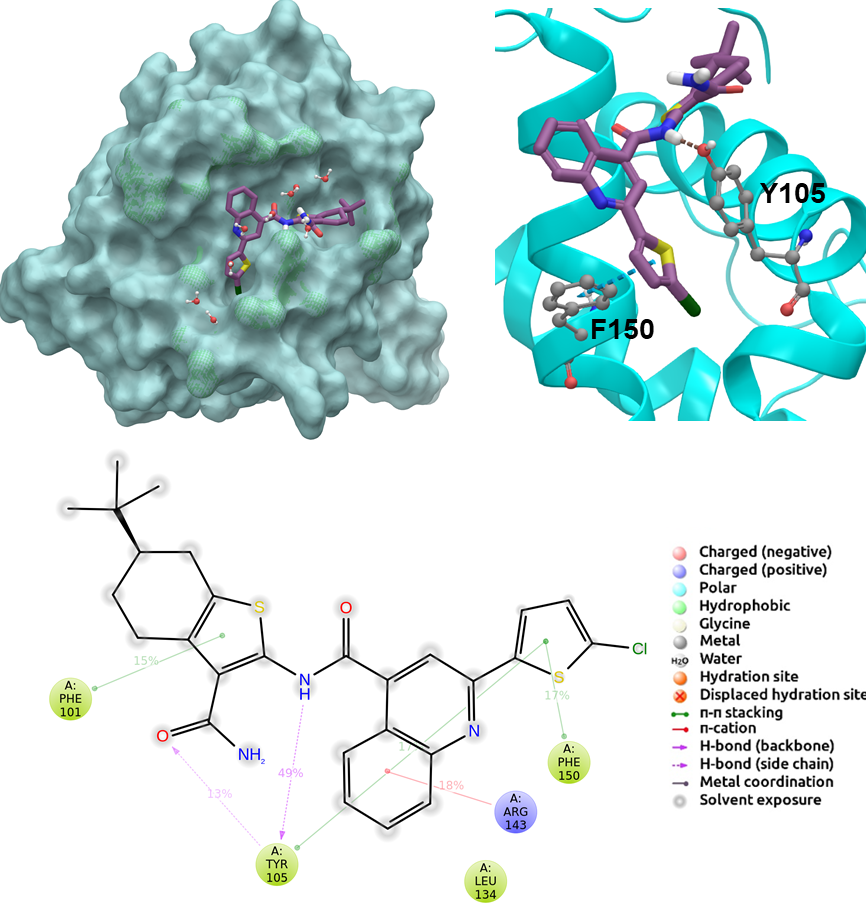 Y105
F150
S
O
Cl
S
15%
17%
N
H
N
A:
PHE
101
O
NH₂
17%
A:
PHE
150
49%
13%
18%
A:
ARG
143
A:
TYR
105
A:
LEU
134
Charged (negative)
Charged (positive)
Polar
Hydrophobic
Glycine
Metal
H₂O Water
Hydration site
Displaced hydration site
π-π stacking
π-cation
H-bond (backbone)
H-bond (side chain)
Metal coordination
Solvent exposure